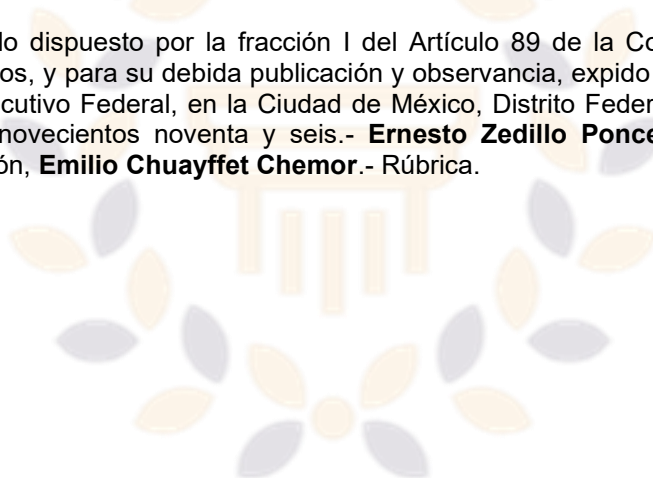 lo dispuesto por la fracción I del Artículo 89 de la Co
os, y para su debida publicación y observancia, expido
cutivo Federal, en la Ciudad de México, Distrito Feder
novecientos noventa y seis.- Ernesto Zedillo Ponce
ón, Emilio Chuayffet Chemor.- Rúbrica.